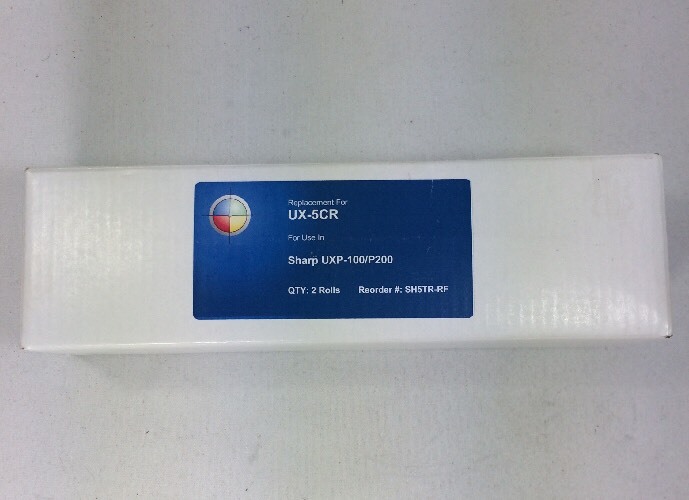 Replacement For
UX-5CR
For Use In
Sharp UXP-100/P200
QTY: 2 Rolls Reorder #: SH5TR-RF